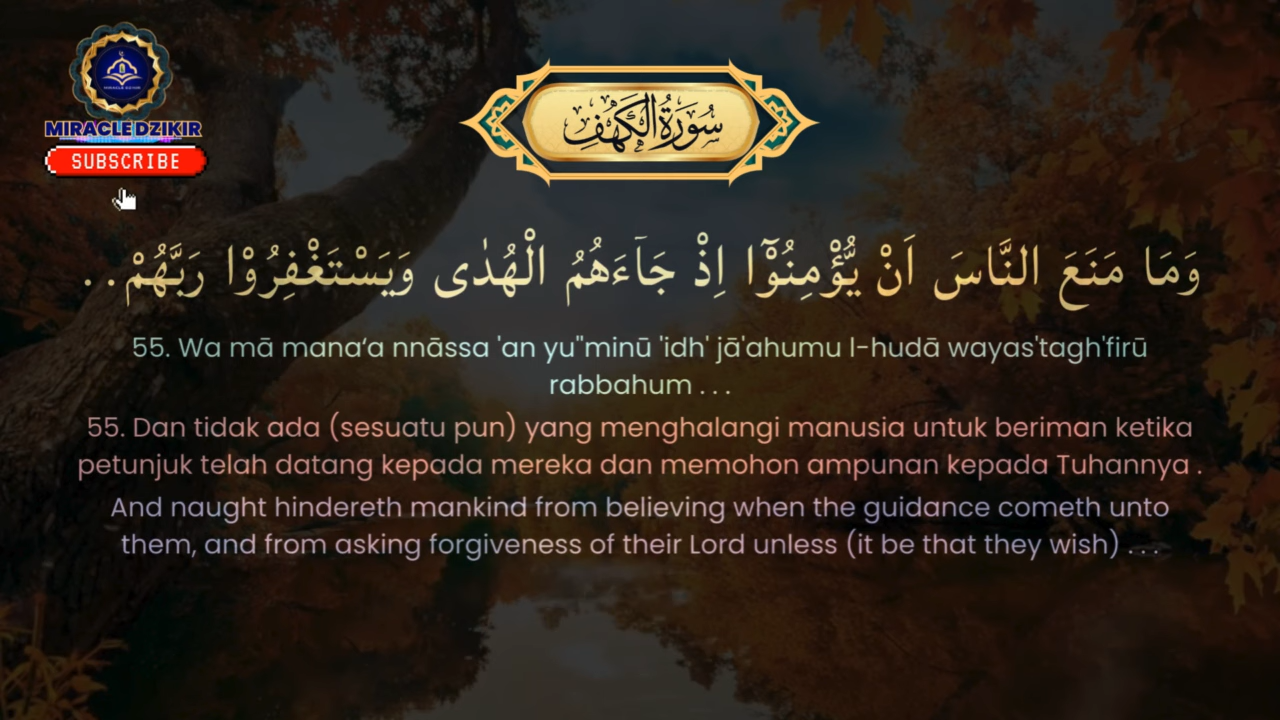 MIRACLEDZIKIR
SUBSCRIBE
سُورَةُ الْكَهْفِ
وَمَا مَنَعَ النَّاسَ اَنْ يُّؤْمِنُوْٓا اِذْ جَاۤءَهُمُ الْهُدٰى وَيَسْتَغْفِرُوْا رَبَّهُمْ. . .
55. Wa mā mana‘a nnāssa 'an yu"minū 'idh' jā'ahumu l-hudā wayas'tagh'firū
rabbahum . . .
55. Dan tidak ada (sesuatu pun) yang menghalangi manusia untuk beriman ketika
petunjuk telah datang kepada mereka dan memohon ampunan kepada Tuhannya .
And naught hindereth mankind from believing when the guidance cometh unto
them, and from asking forgiveness of their Lord unless (it be that they wish) . . .